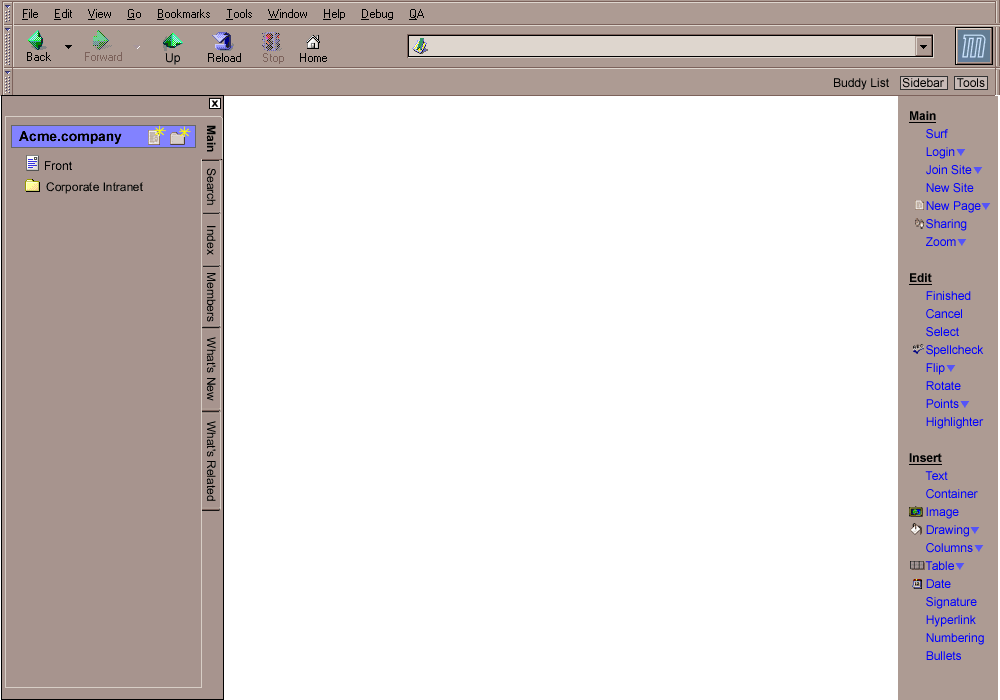 File Edit View Go Bookmarks Tools Window Help Debug QA
Back Forward Up Reload Stop Home
Buddy List Sidebar Tools
Acme.company
Front
Corporate Intranet
Main
Search
Index
Members
What's New
What's Related
Main
Surf
Login
Join Site
New Site
New Page
Sharing
Zoom
Edit
Finished
Cancel
Select
Spellcheck
Flip
Rotate
Points
Highlighter
Insert
Text
Container
Image
Drawing
Columns
Table
Date
Signature
Hyperlink
Numbering
Bullets